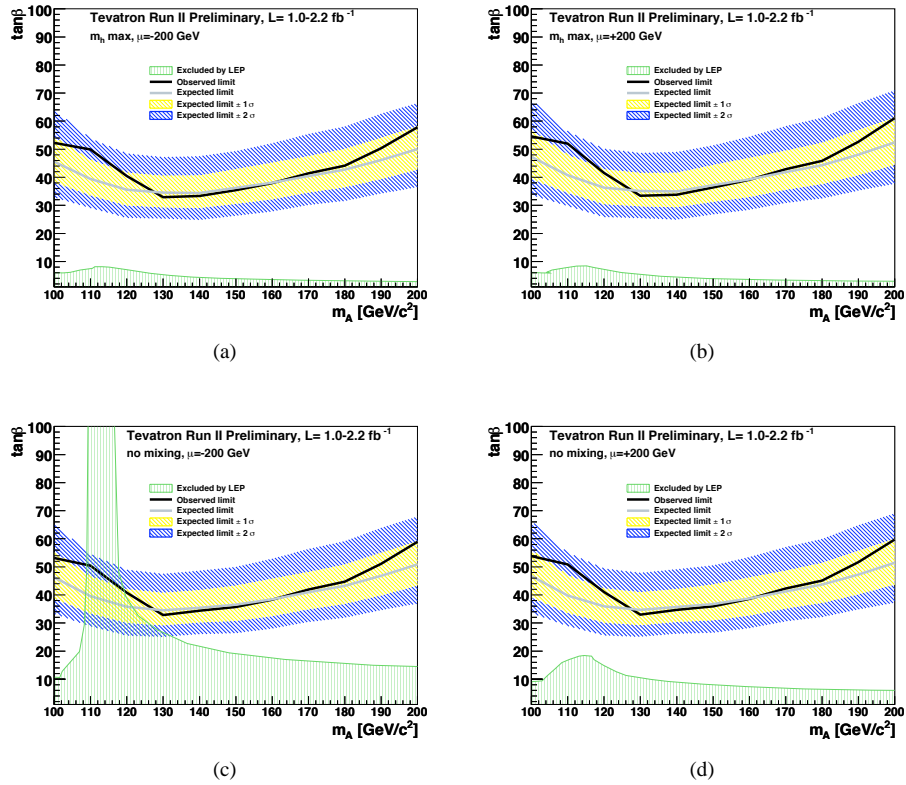 Tevatron Run II Preliminary, L= 1.0-2.2 fb⁻¹
mₕ max, μ=-200 GeV
Excluded by LEP
Observed limit
Expected limit
Expected limit ± 1 σ
Expected limit ± 2 σ
tanβ
100
90
80
70
60
50
40
30
20
10
100 110 120 130 140 150 160 170 180 190 200
m_A [GeV/c²]
(a)
Tevatron Run II Preliminary, L= 1.0-2.2 fb⁻¹
mₕ max, μ=+200 GeV
Excluded by LEP
Observed limit
Expected limit
Expected limit ± 1 σ
Expected limit ± 2 σ
tanβ
100
90
80
70
60
50
40
30
20
10
100 110 120 130 140 150 160 170 180 190 200
m_A [GeV/c²]
(b)
Tevatron Run II Preliminary, L= 1.0-2.2 fb⁻¹
no mixing, μ=-200 GeV
Excluded by LEP
Observed limit
Expected limit
Expected limit ± 1 σ
Expected limit ± 2 σ
tanβ
100
90
80
70
60
50
40
30
20
10
100 110 120 130 140 150 160 170 180 190 200
m_A [GeV/c²]
(c)
Tevatron Run II Preliminary, L= 1.0-2.2 fb⁻¹
no mixing, μ=+200 GeV
Excluded by LEP
Observed limit
Expected limit
Expected limit ± 1 σ
Expected limit ± 2 σ
tanβ
100
90
80
70
60
50
40
30
20
10
100 110 120 130 140 150 160 170 180 190 200
m_A [GeV/c²]
(d)